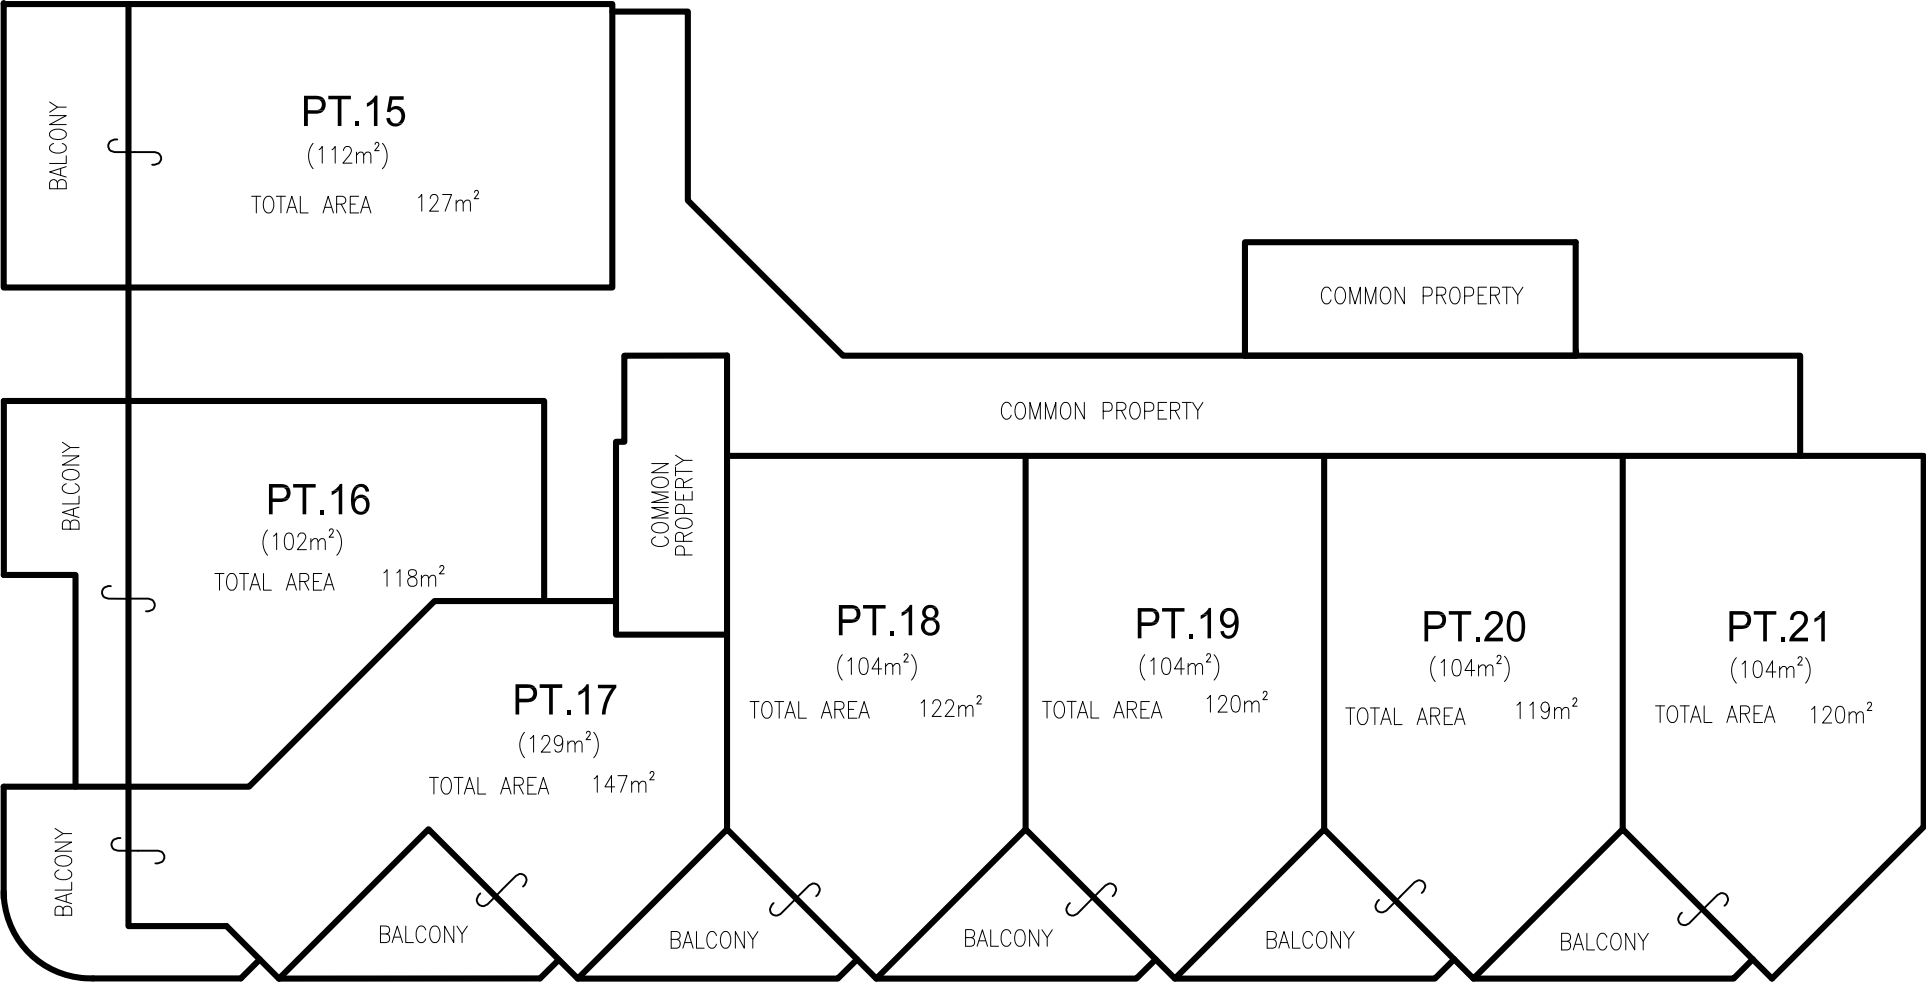 BALCONY
PT.15
(112m²)
TOTAL AREA 127m²
COMMON PROPERTY
COMMON PROPERTY
BALCONY
PT.16
(102m²)
TOTAL AREA 118m²
COMMON
PROPERTY
PT.17
(129m²)
TOTAL AREA 147m²
PT.18
(104m²)
TOTAL AREA 122m²
PT.19
(104m²)
TOTAL AREA 120m²
PT.20
(104m²)
TOTAL AREA 119m²
PT.21
(104m²)
TOTAL AREA 120m²
BALCONY
BALCONY
BALCONY
BALCONY
BALCONY
BALCONY